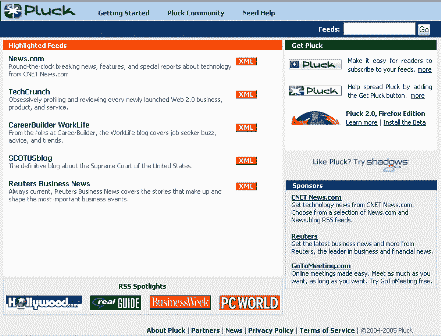 Pluck
Getting Started Pluck Community Need Help
Feeds: Go
Highlighted Feeds
News.com XML
Round-the-clock breaking news, features, and special reports about technology
from CNET News.com
TechCrunch XML
Obsessively profiling and reviewing every newly launched Web 2.0 business,
product, and service.
CareerBuilder WorkLife XML
From the folks at CareerBuilder, the WorkLife blog covers job seeker buzz,
advice, and trends.
SCOTUSblog XML
The definitive blog about the Supreme Court of the United States.
Reuters Business News XML
Always current, Reuters Business News covers the stories that make up and
shape the most important business events.
RSS Spotlights
Hollywood.com
real GUIDE
BusinessWeek
PC WORLD
Get Pluck
Pluck
Make it easy for readers to
subscribe to your feeds. more
Pluck
Help spread Pluck by adding
the Get Pluck button. more
Pluck 2.0, Firefox Edition
Learn more | Install the Beta
Like Pluck? Try shadows
Sponsors
CNET News.com
Get technology news from CNET News.com.
Choose from a selection of News.com and
News.blog RSS feeds.
Reuters
Get the latest business news and more from
Reuters, the leader in business and financial news.
GoToMeeting.com
Online meetings made easy. Meet as much as you
want, as long as you want. Try GoToMeeting free.
About Pluck | Partners | News | Privacy Policy | Terms of Service | ©2004-2005 Pluck